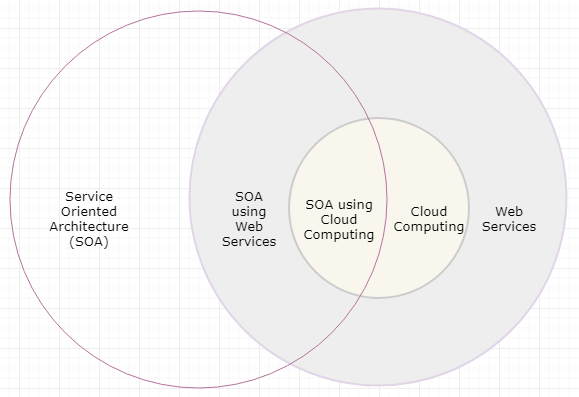 Service
Oriented
Architecture
(SOA)
SOA
using
Web
Services
SOA using
Cloud
Computing
Cloud
Computing
Web
Services